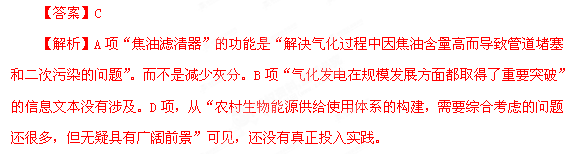 【答案】C
【解析】A 项“焦油滤清器”的功能是“解决气化过程中因焦油含量高而导致管道堵塞
和二次污染的问题”。而不是减少灰分。B 项“气化发电在规模发展方面都取得了重要突破”
的信息文本没有涉及。D 项，从“农村生物能源供给使用体系的构建，需要综合考虑的问题
还很多，但无疑具有广阔前景”可见，还没有真正投入实践。